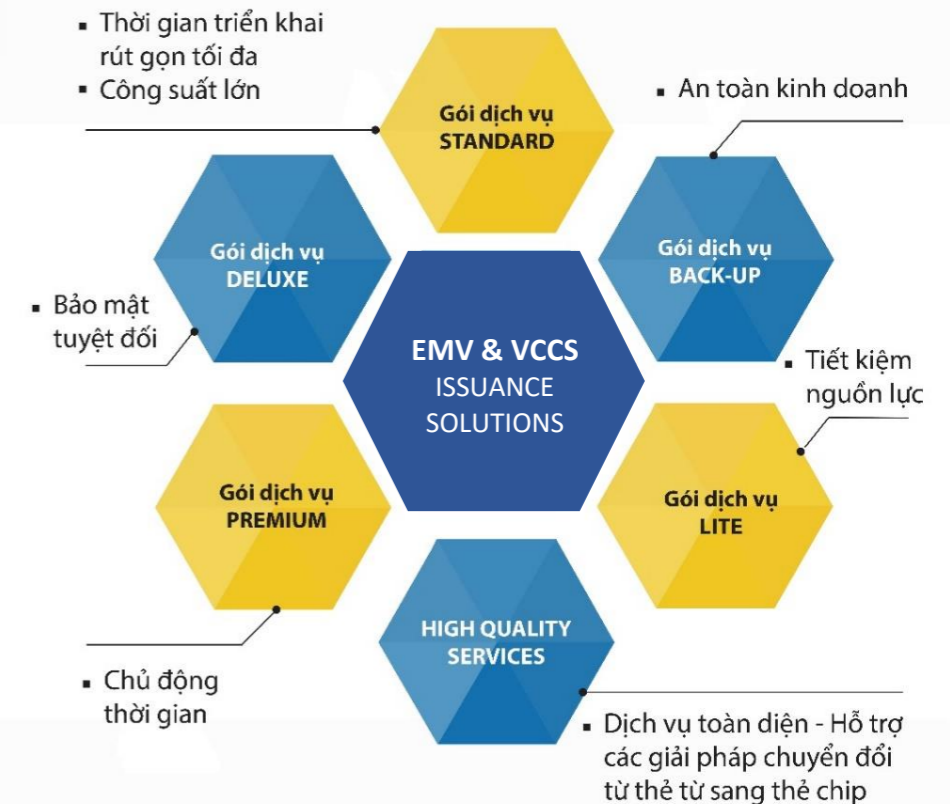 ▪ Thời gian triển khai
rút gọn tối đa
▪ Công suất lớn
Gói dịch vụ
STANDARD
▪ An toàn kinh doanh
Gói dịch vụ
DELUXE
Gói dịch vụ
BACK-UP
▪ Bảo mật
tuyệt đối
EMV & VCCS
ISSUANCE
SOLUTIONS
▪ Tiết kiệm
nguồn lực
Gói dịch vụ
PREMIUM
Gói dịch vụ
LITE
HIGH QUALITY
SERVICES
▪ Chủ động
thời gian
▪ Dịch vụ toàn diện - Hỗ trợ
các giải pháp chuyển đổi
từ thẻ từ sang thẻ chip